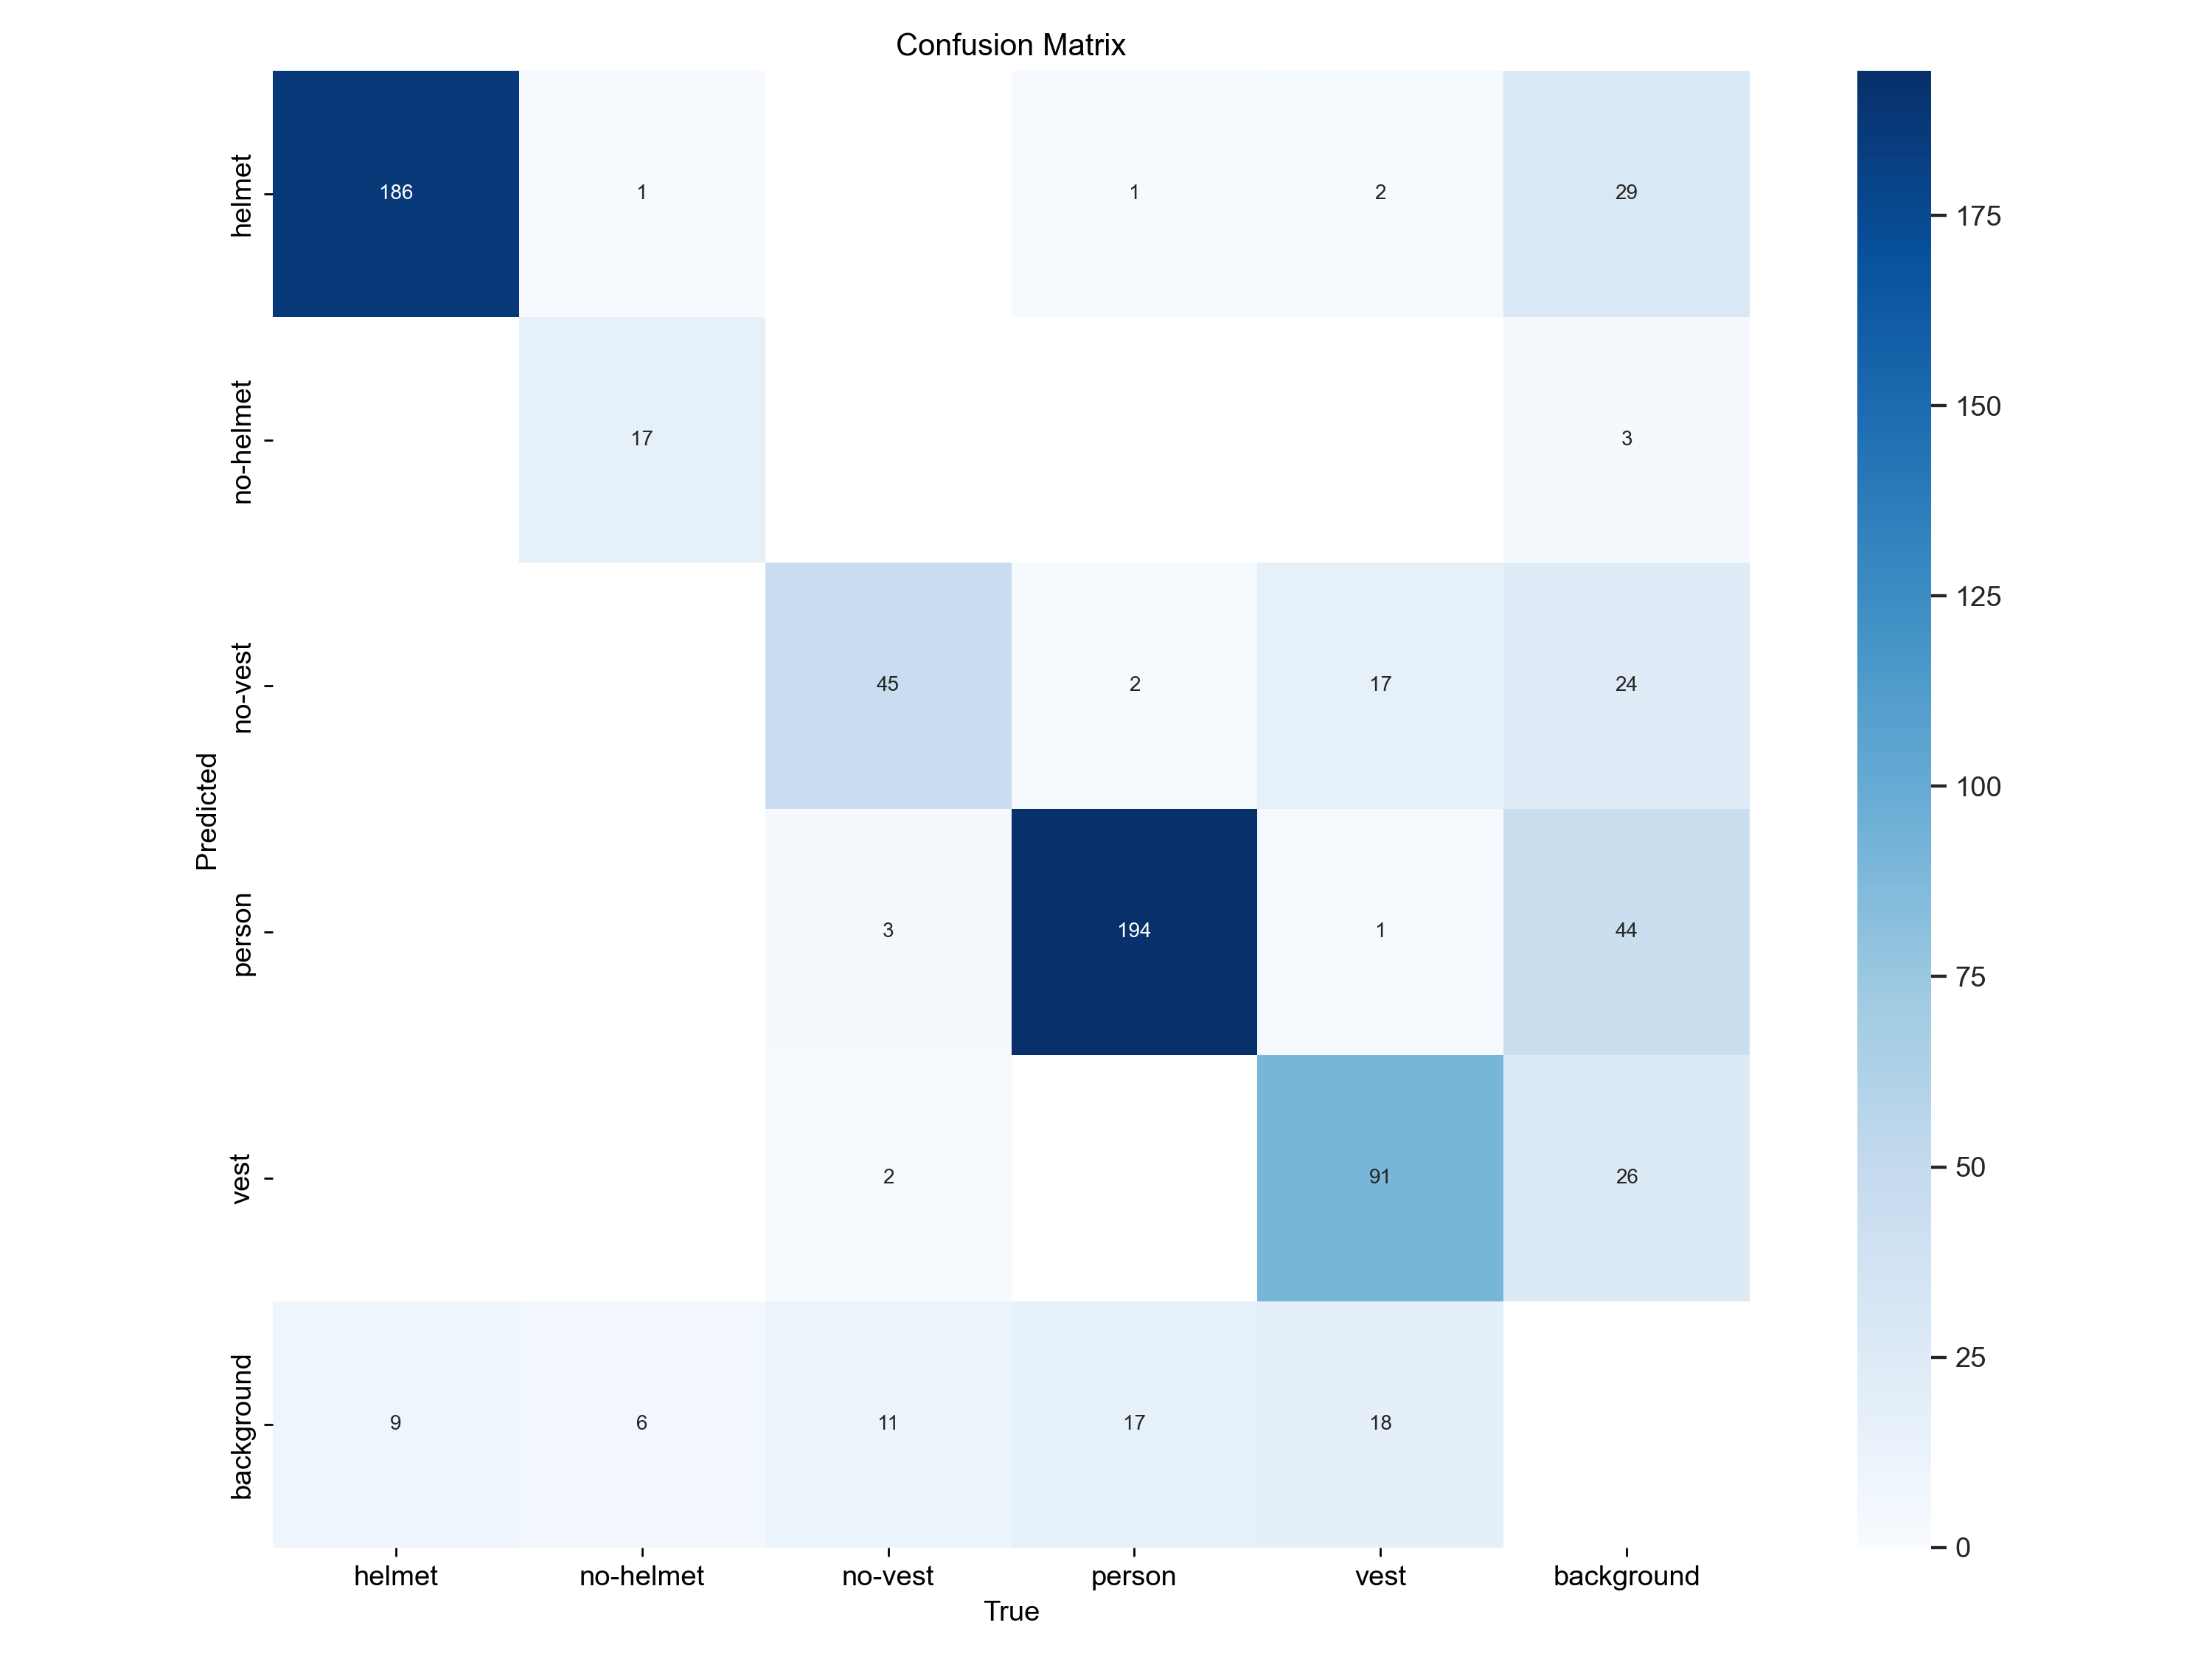 Confusion Matrix
helmet 186 1 1 2 29
no-helmet 17 3
no-vest 45 2 17 24
person 3 194 1 44
vest 2 91 26
background 9 6 11 17 18
Predicted
helmet no-helmet no-vest person vest background
True
175
150
125
100
75
50
25
0